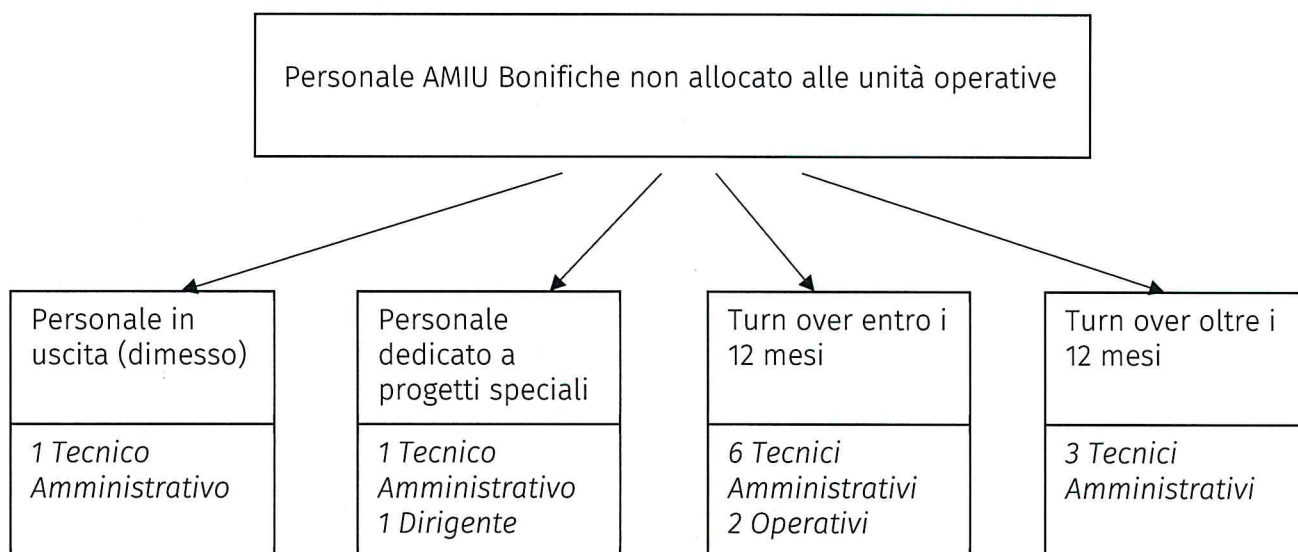 Personale AMIU Bonifiche non allocato alle unità operative
Personale in
uscita (dimesso)
1 Tecnico
Amministrativo
Personale
dedicato a
progetti speciali
1 Tecnico
Amministrativo
1 Dirigente
Turn over entro i
12 mesi
6 Tecnici
Amministrativi
2 Operativi
Turn over oltre i
12 mesi
3 Tecnici
Amministrativi